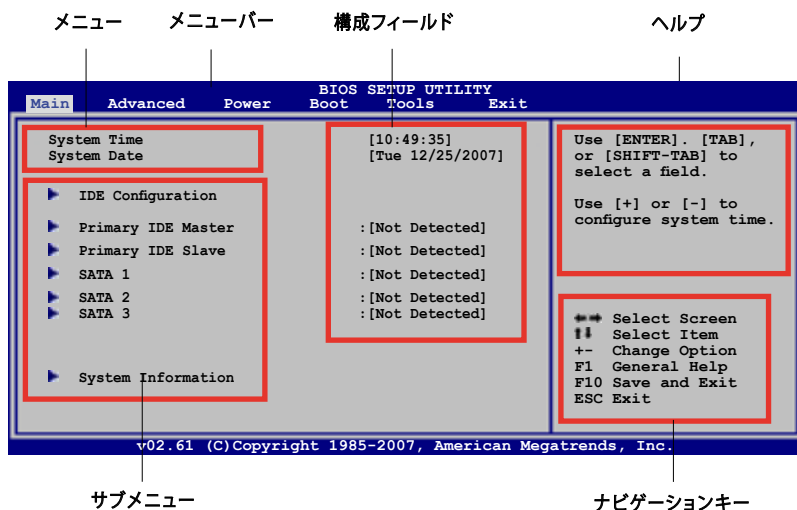 メニュー メニューバー 構成フィールド ヘルプ
BIOS SETUP UTILITY
Main Advanced Power Boot Tools Exit
System Time [10:49:35]
System Date [Tue 12/25/2007]
IDE Configuration
Primary IDE Master :[Not Detected]
Primary IDE Slave :[Not Detected]
SATA 1 :[Not Detected]
SATA 2 :[Not Detected]
SATA 3 :[Not Detected]
System Information
Use [ENTER]. [TAB],
or [SHIFT-TAB] to
select a field.
Use [+] or [-] to
configure system time.
←→ Select Screen
↑↓ Select Item
+- Change Option
F1 General Help
F10 Save and Exit
ESC Exit
v02.61 (C)Copyright 1985-2007, American Megatrends, Inc.
サブメニュー ナビゲーションキー